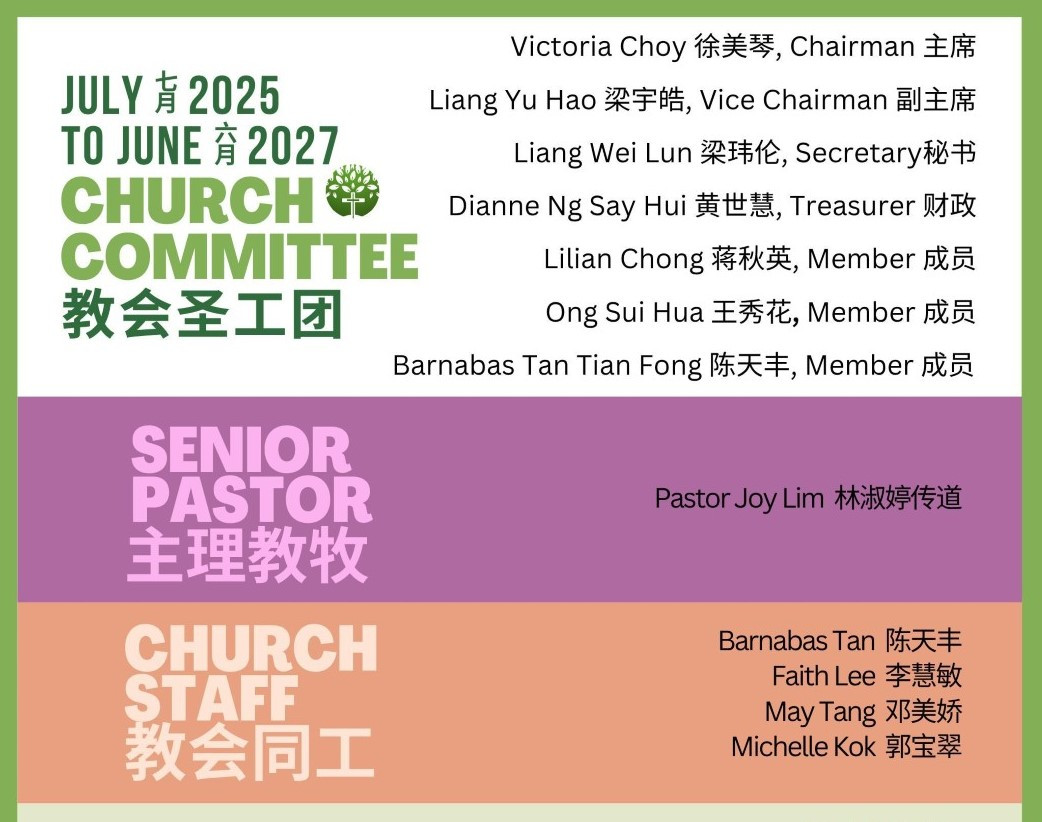 JULY 七月 2025
TO JUNE 六月 2027
CHURCH
COMMITTEE
教会圣工团
Victoria Choy 徐美琴, Chairman 主席
Liang Yu Hao 梁宇皓, Vice Chairman 副主席
Liang Wei Lun 梁玮伦, Secretary秘书
Dianne Ng Say Hui 黄世慧, Treasurer 财政
Lilian Chong 蒋秋英, Member 成员
Ong Sui Hua 王秀花, Member 成员
Barnabas Tan Tian Fong 陈天丰, Member 成员
SENIOR
PASTOR
主理教牧
Pastor Joy Lim 林淑婷传道
CHURCH
STAFF
教会同工
Barnabas Tan 陈天丰
Faith Lee 李慧敏
May Tang 邓美娇
Michelle Kok 郭宝翠